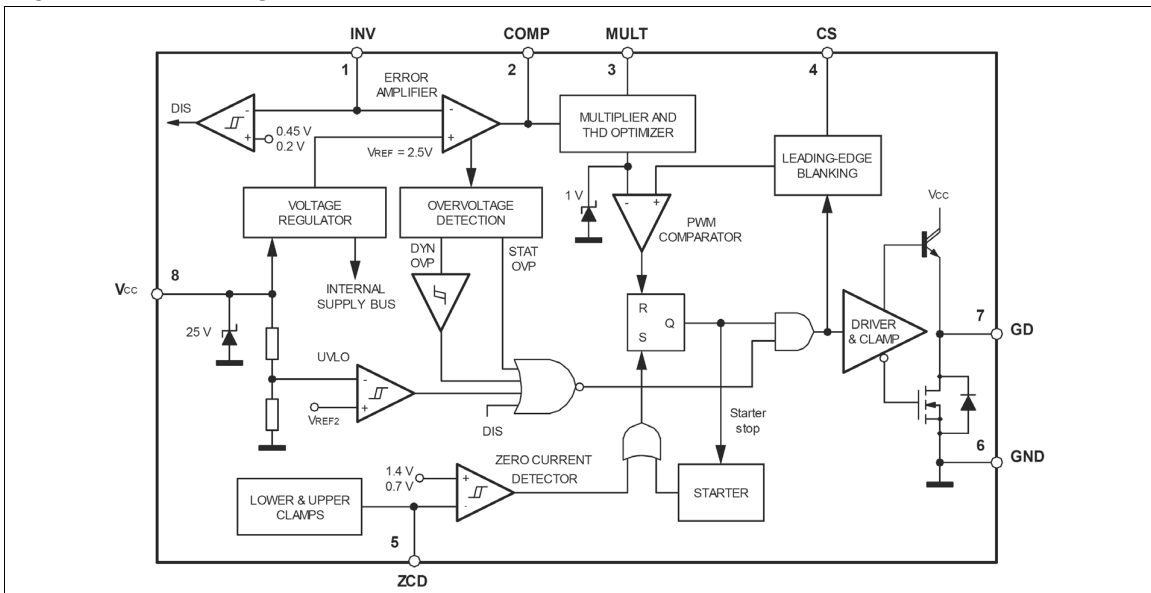 INV
COMP
MULT
CS
1
2
3
4
ERROR
AMPLIFIER
DIS
-
+
0.45 V
0.2 V
-
+
VREF = 2.5V
MULTIPLIER AND
THD OPTIMIZER
LEADING-EDGE
BLANKING
1 V
-
+
PWM
COMPARATOR
VOLTAGE
REGULATOR
OVERVOLTAGE
DETECTION
DYN
OVP
STAT
OVP
INTERNAL
SUPPLY BUS
VCC
8
25 V
UVLO
-
+
VREF2
DIS
R
S
Q
Starter
stop
VCC
DRIVER
& CLAMP
7
GD
6
GND
ZERO CURRENT
DETECTOR
1.4 V
0.7 V
+
-
LOWER & UPPER
CLAMPS
STARTER
5
ZCD